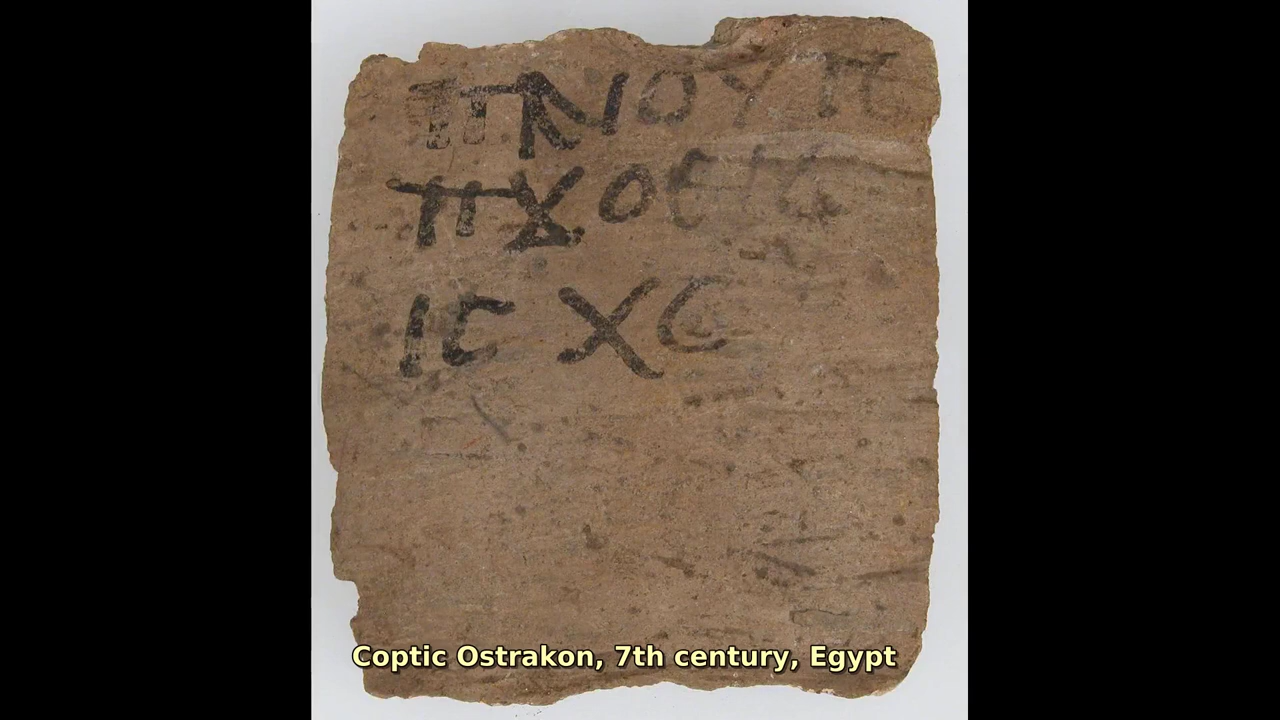 ⲡⲛⲟⲩⲧⲉ
ⲡϫⲟⲉⲓⲥ
ⲓⲥ ⲭⲥ
Coptic Ostrakon, 7th century, Egypt